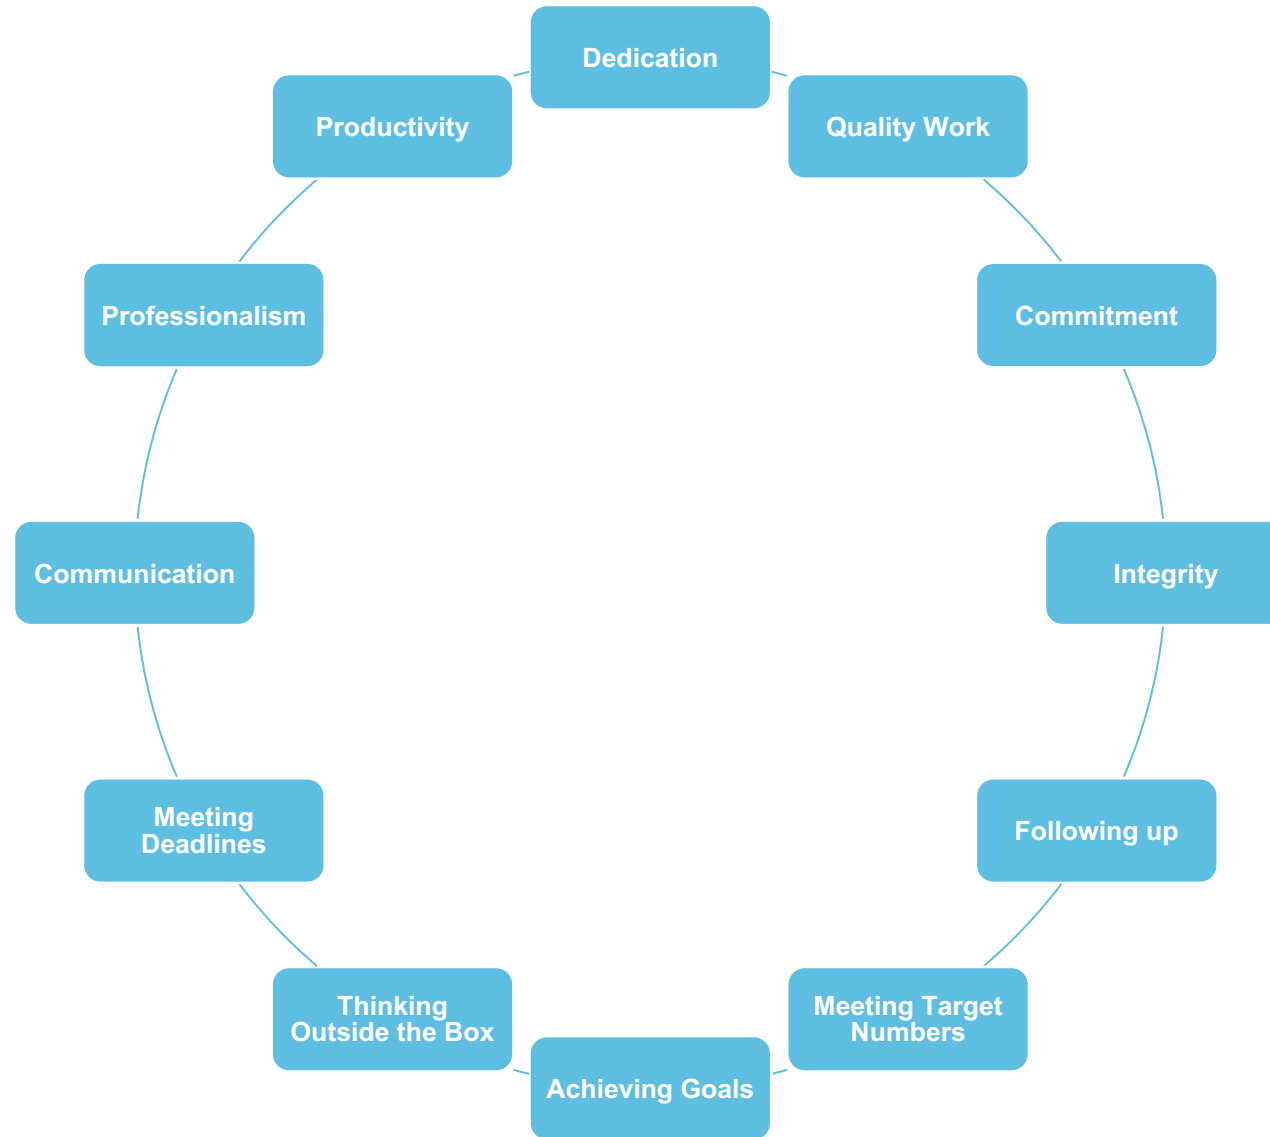 Dedication
Quality Work
Commitment
Integrity
Following up
Meeting Target
Numbers
Achieving Goals
Thinking
Outside the Box
Meeting
Deadlines
Communication
Professionalism
Productivity